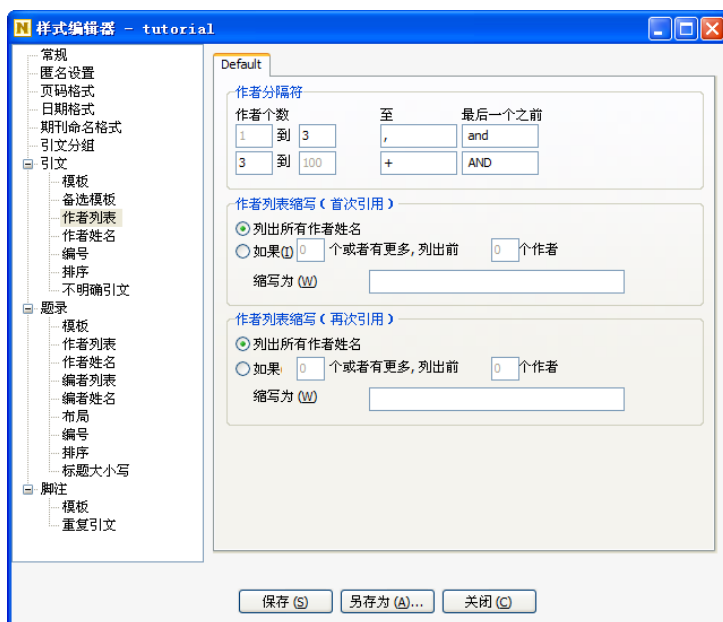 样式编辑器 - tutorial
常规
匿名设置
页码格式
日期格式
期刊命名格式
引文分组
引文
模板
备选模板
作者列表
作者姓名
编号
排序
不明确引文
题录
模板
作者列表
作者姓名
编者列表
编者姓名
布局
编号
排序
标题大小写
脚注
模板
重复引文
Default
作者分隔符
作者个数 至 最后一个之前
1 到 3 , and
3 到 100 + AND
作者列表缩写(首次引用)
列出所有作者姓名
如果(I) 0 个或者有更多,列出前 0 个作者
缩写为(W)
作者列表缩写(再次引用)
列出所有作者姓名
如果 0 个或者有更多,列出前 0 个作者
缩写为(W)
保存(S) 另存为(A)... 关闭(C)